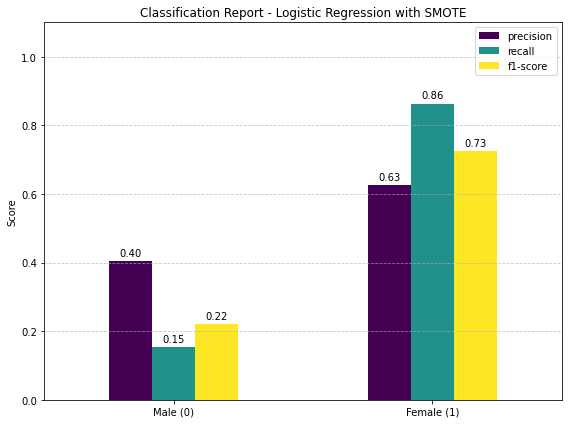 Classification Report - Logistic Regression with SMOTE
precision
recall
f1-score
Score
1.0
0.8
0.6
0.4
0.2
0.0
0.40
0.15
0.22
0.63
0.86
0.73
Male (0)
Female (1)